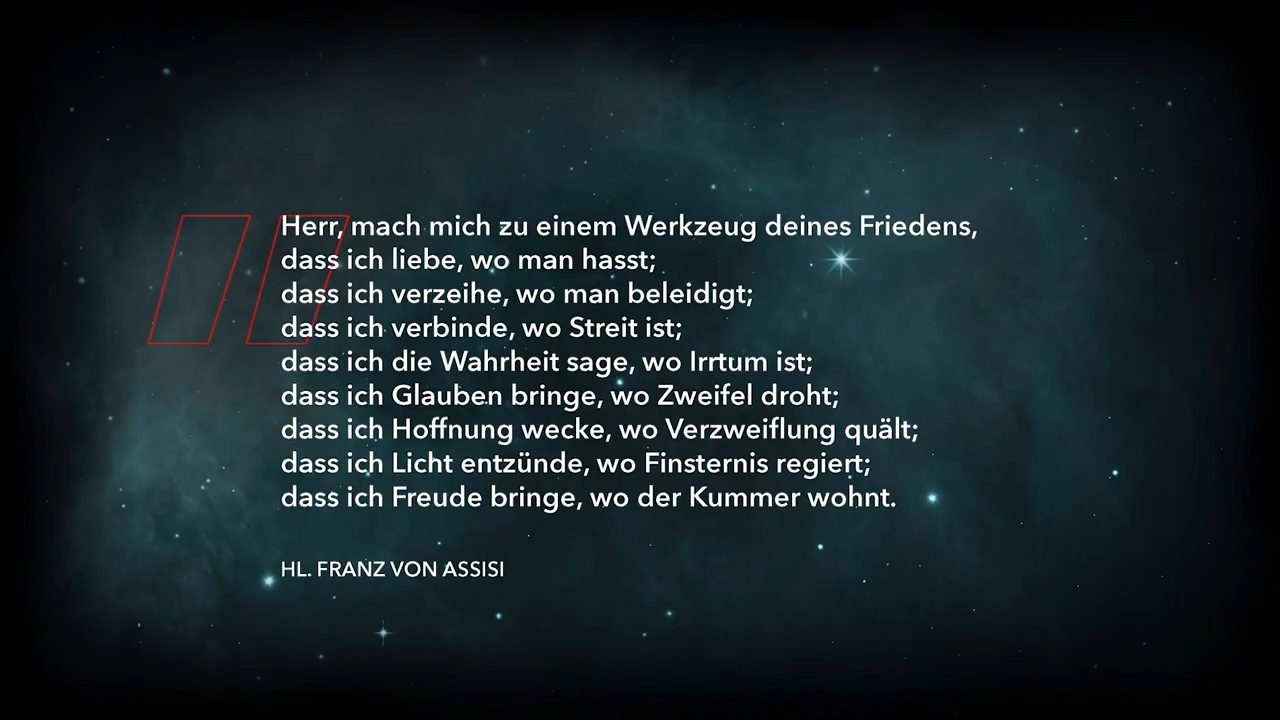 Herr, mach mich zu einem Werkzeug deines Friedens,
dass ich liebe, wo man hasst;
dass ich verzeihe, wo man beleidigt;
dass ich verbinde, wo Streit ist;
dass ich die Wahrheit sage, wo Irrtum ist;
dass ich Glauben bringe, wo Zweifel droht;
dass ich Hoffnung wecke, wo Verzweiflung quält;
dass ich Licht entzünde, wo Finsternis regiert;
dass ich Freude bringe, wo der Kummer wohnt.
HL. FRANZ VON ASSISI